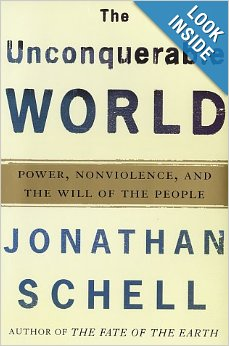 LOOK
INSIDE
The
Unconquerable
WORLD
POWER, NONVIOLENCE, AND
THE WILL OF THE PEOPLE
JONATHAN
SCHELL
AUTHOR OF THE FATE OF THE EARTH